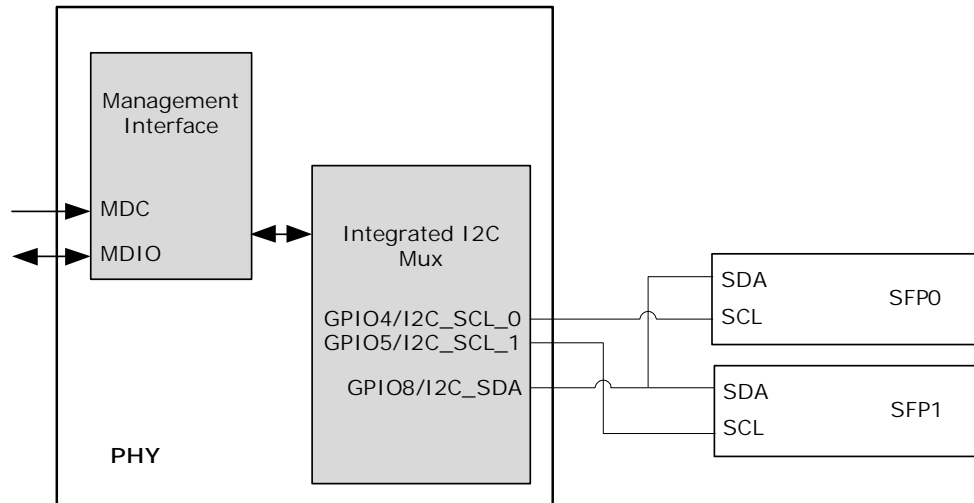 Management
Interface
MDC
MDIO
Integrated I2C
Mux
GPIO4/I2C_SCL_0
GPIO5/I2C_SCL_1
GPIO8/I2C_SDA
PHY
SDA
SFP0
SCL
SDA
SFP1
SCL